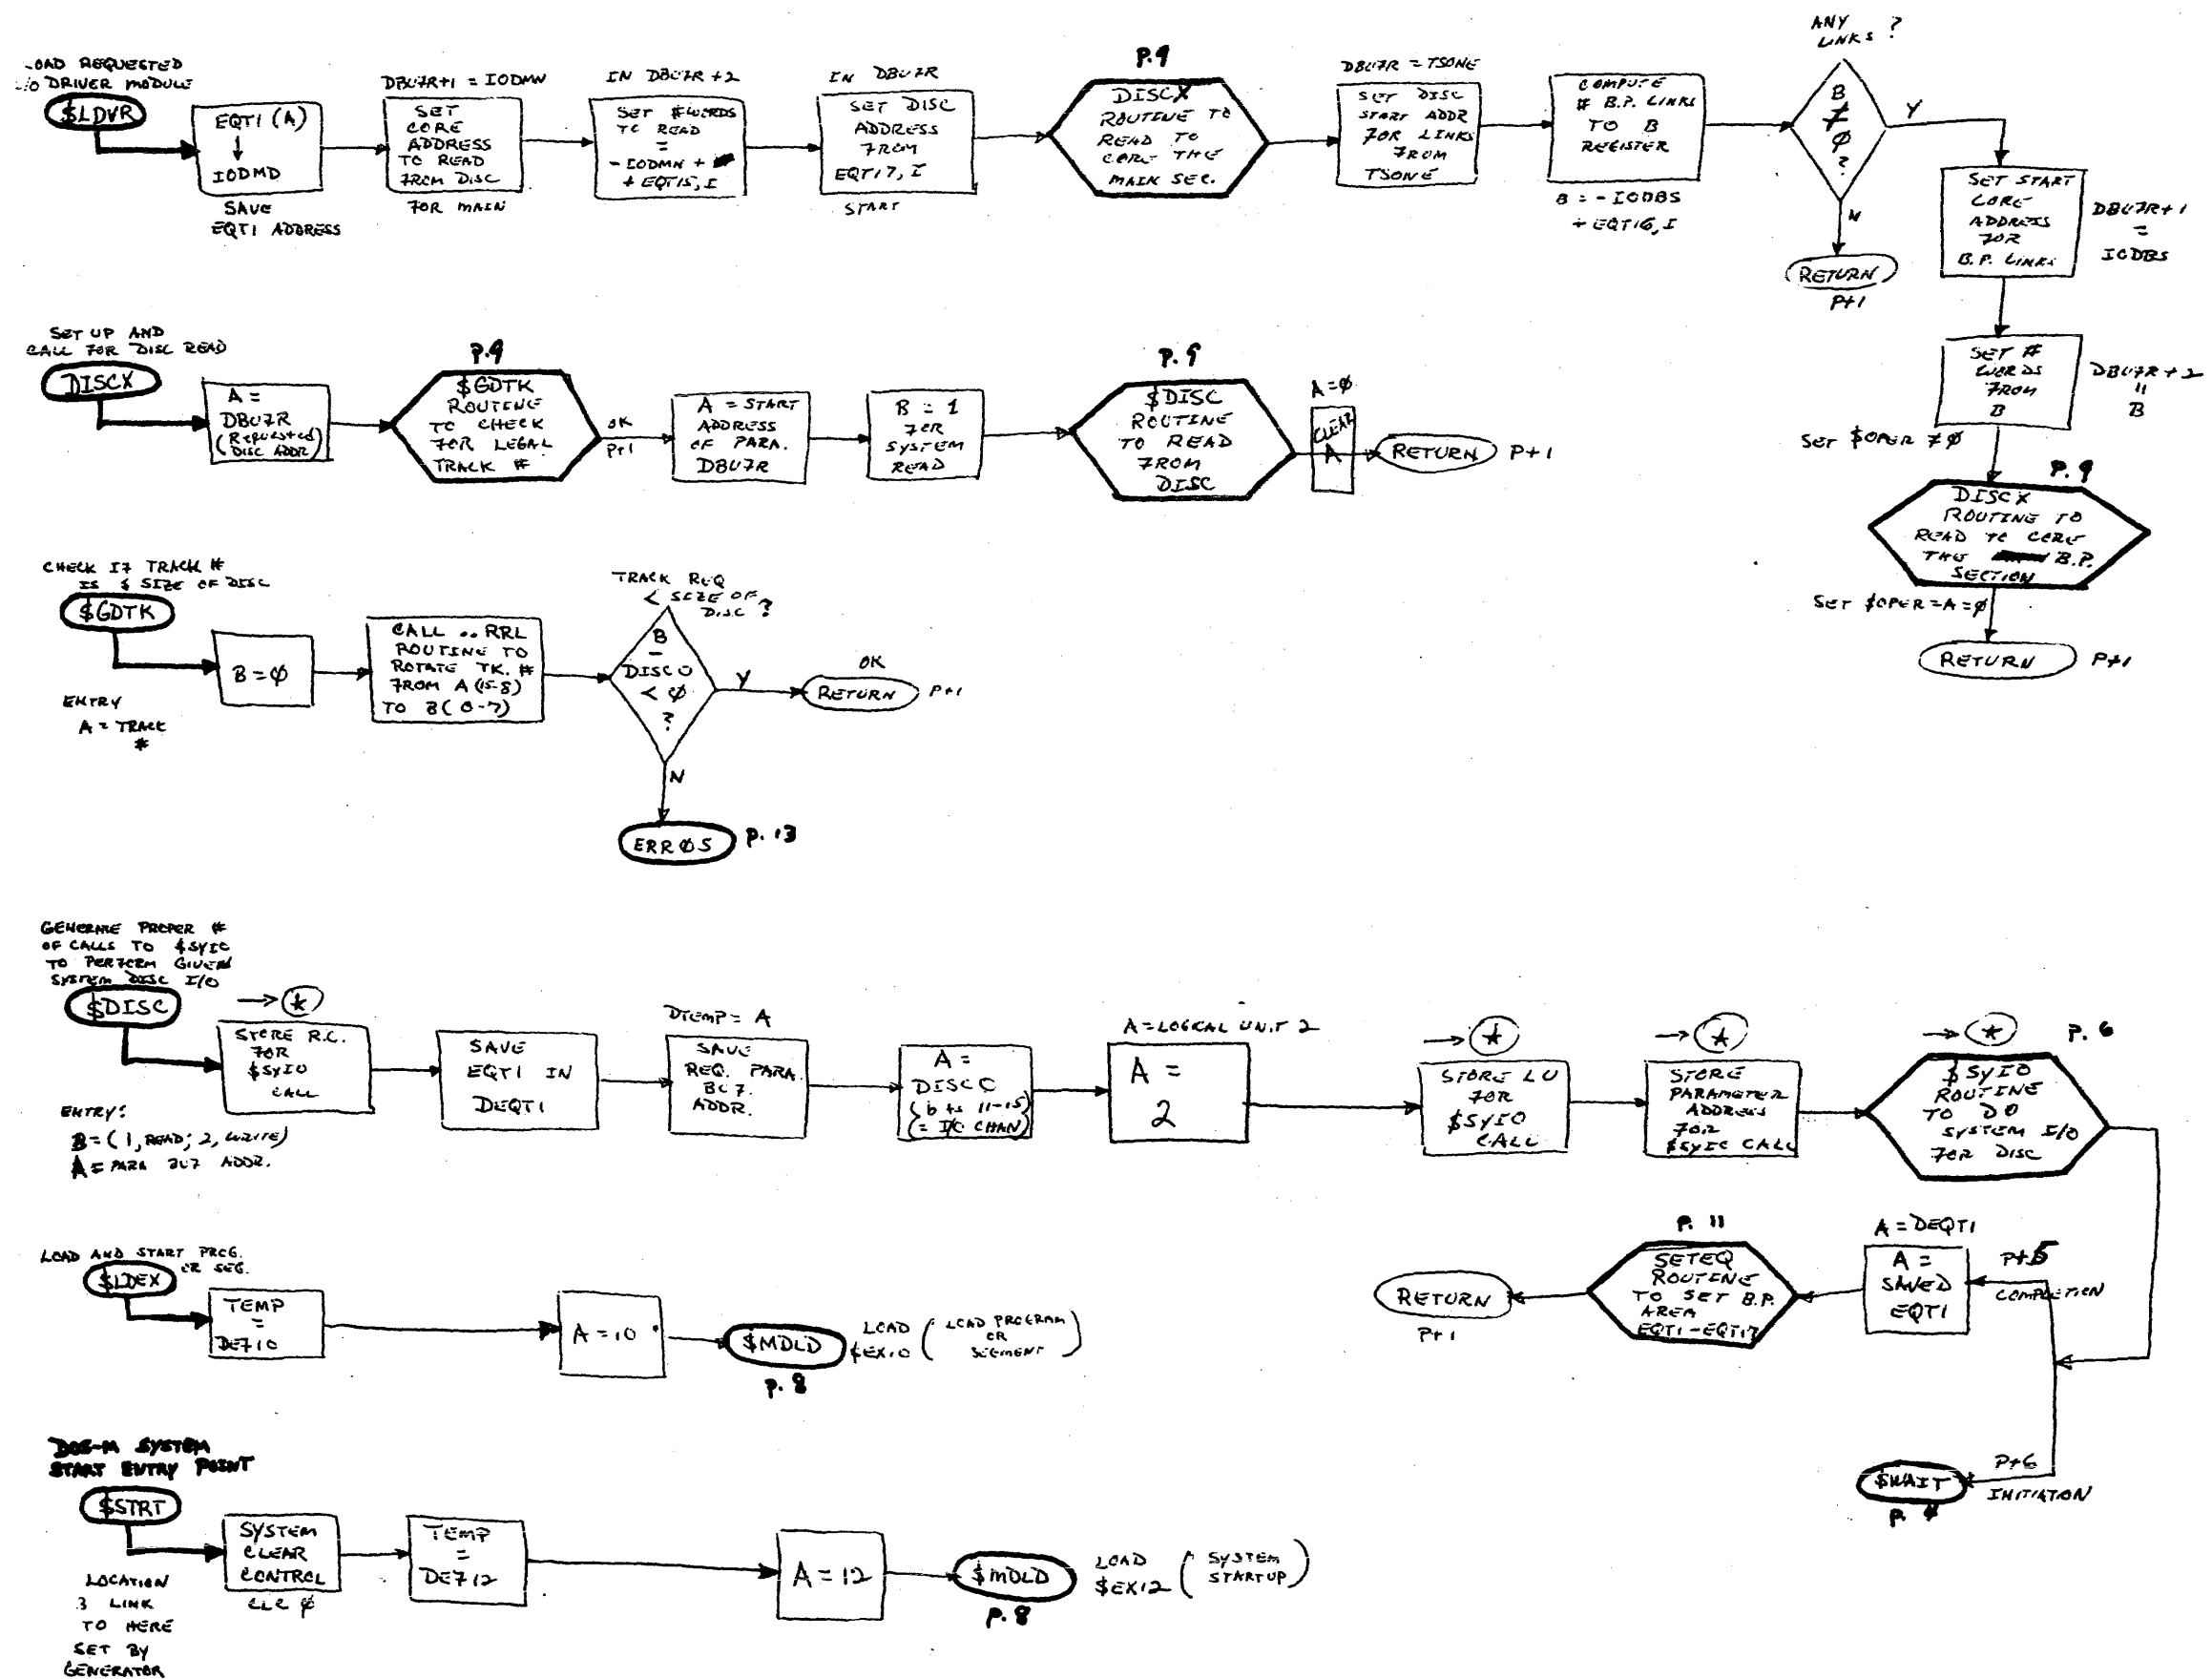 LOAD REQUESTED
I/O DRIVER MODULE
$LDVR
EQT1 (A)
↓
IODMD
SAVE
EQT1 ADDRESS
DBU7R+1 = IODMN
SET
CORE
ADDRESS
TO READ
FROM DISC
FOR MAIN
IN DBU7R+2
SET #WORDS
TO READ
=
-IODMN +
+ EQT15, I
IN DBU7R
SET DISC
ADDRESS
FROM
EQT17, I
START
P.9
DISCX
ROUTINE TO
READ TO
CORE THE
MAIN SEC.
DBU7R = TSONE
SET DISC
START ADDR
FOR LINKS
FROM
TSONE
COMPUTE
# B.P. LINKS
TO B
REGISTER
B = -IODBS
+ EQT16, I
ANY
LINKS ?
B
≠
Ø
?
Y
N
RETURN
P+1
SET START
CORE
ADDRESS
FOR
B.P. LINKS
DBU7R+1
=
IODBS
SET #
WORDS
FROM
B
DBU7R+2
=
B
SET $OPER ≠ Ø
P.9
DISCX
ROUTINE TO
READ TO CORE
THE B.P.
SECTION
SET $OPER=A=Ø
RETURN P+1
SET UP AND
CALL FOR DISC READ
DISCX
A =
DBU7R
(REQUESTED
DISC ADDR)
P.9
$GDTK
ROUTINE
TO CHECK
FOR LEGAL
TRACK #
OK
P+1
A = START
ADDRESS
OF PARA.
DBU7R
B = 1
FOR
SYSTEM
READ
P.9
$DISC
ROUTINE
TO READ
FROM
DISC
A=Ø
CLEAR
A
RETURN P+1
CHECK IF TRACK #
IS ≤ SIZE OF DISC
$GDTK
ENTRY
A = TRACK
#
B=Ø
CALL ..RRL
ROUTINE TO
ROTATE TK. #
FROM A(15-8)
TO B(0-7)
TRACK REQ
< SIZE OF
DISC ?
B
-
DISCO
< Ø
?
Y
OK
RETURN P+1
N
ERRØ5 P.13
GENERATE PROPER #
OF CALLS TO $SYIO
TO PERFORM GIVEN
SYSTEM DISC I/O
$DISC
ENTRY:
B=(1, READ; 2, WRITE)
A = PARA BUF ADDR.
→ *
STORE R.C.
FOR
$SYIO
CALL
SAVE
EQT1 IN
DEQT1
DTEMP = A
SAVE
REQ. PARA.
BUF.
ADDR.
A =
DISCO
(bits 11-15
= I/O CHAN)
A = LOGICAL UNIT 2
A =
2
→ *
STORE LU
FOR
$SYIO
CALL
→ *
STORE
PARAMETER
ADDRESS
FOR
$SYIO CALL
→ * P.6
$SYIO
ROUTINE
TO DO
SYSTEM I/O
FOR DISC
P+5
COMPLETION
A = DEQT1
A =
SAVED
EQT1
P. 11
SETEQ
ROUTINE
TO SET B.P.
AREA
EQT1-EQT17
RETURN
P+1
P+6
INITIATION
$WAIT
P. 4
LOAD AND START PROG.
OR SEG.
$LDEX
TEMP
=
DEF10
A=10
$MDLD
P.8
LOAD
$EX10
(LOAD PROGRAM
OR
SEGMENT)
DOS-M SYSTEM
START ENTRY POINT
$STRT
LOCATION
3 LINK
TO HERE
SET BY
GENERATOR
SYSTEM
CLEAR
CONTROL
CLC Ø
TEMP
=
DEF12
A=12
$MDLD
P.8
LOAD
$EX12
(SYSTEM
STARTUP)